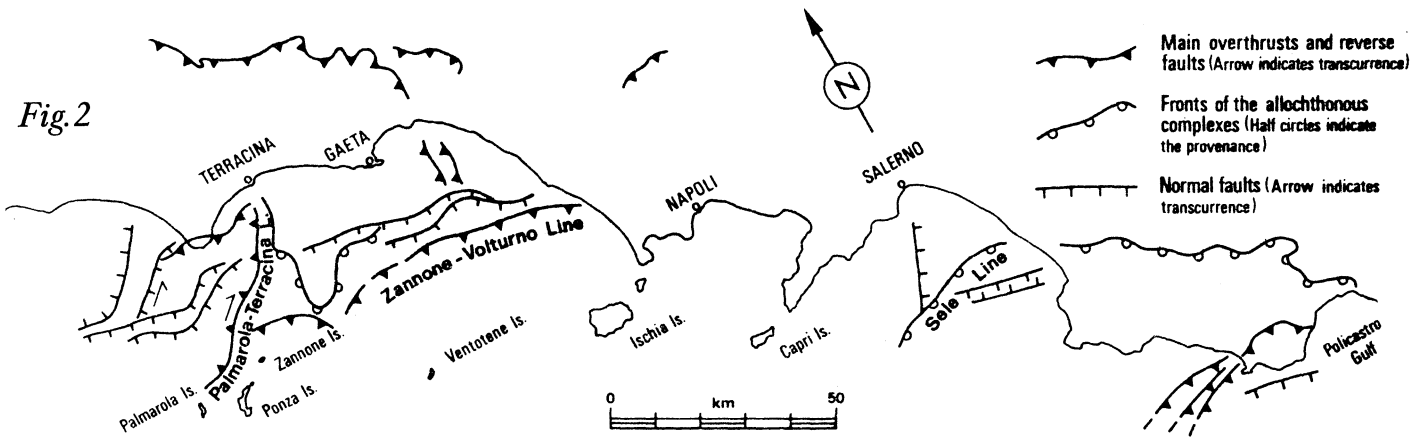 Fig.2
TERRACINA
GAETA
NAPOLI
SALERNO
N
Main overthrusts and reverse
faults (Arrow indicates transcurrence)
Fronts of the allochthonous
complexes (Half circles indicate
the provenance)
Normal faults (Arrow indicates
transcurrence)
Palmarola-Terracina L.
Zannone-Volturno Line
Sele Line
Palmarola Is.
Ponza Is.
Zannone Is.
Ventotene Is.
Ischia Is.
Capri Is.
Policastro
Gulf
0 km 50